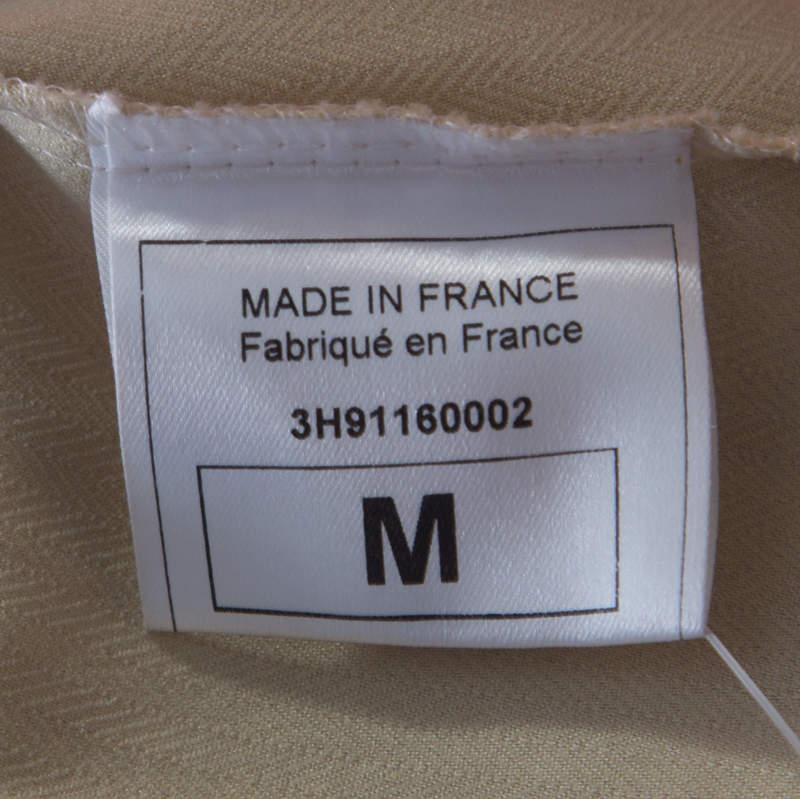 MADE IN FRANCE
Fabriqué en France
3H91160002
M